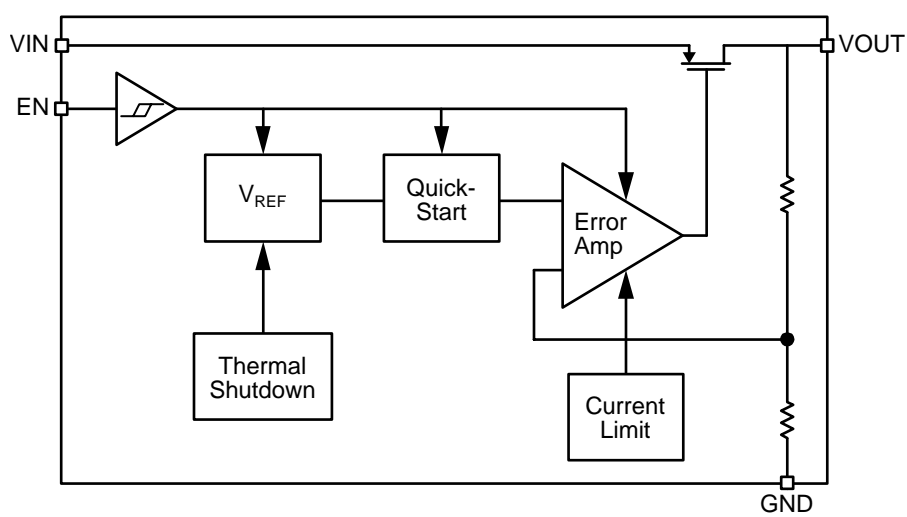 VIN
VOUT
EN
VREF
Quick-
Start
Error
Amp
Thermal
Shutdown
Current
Limit
GND